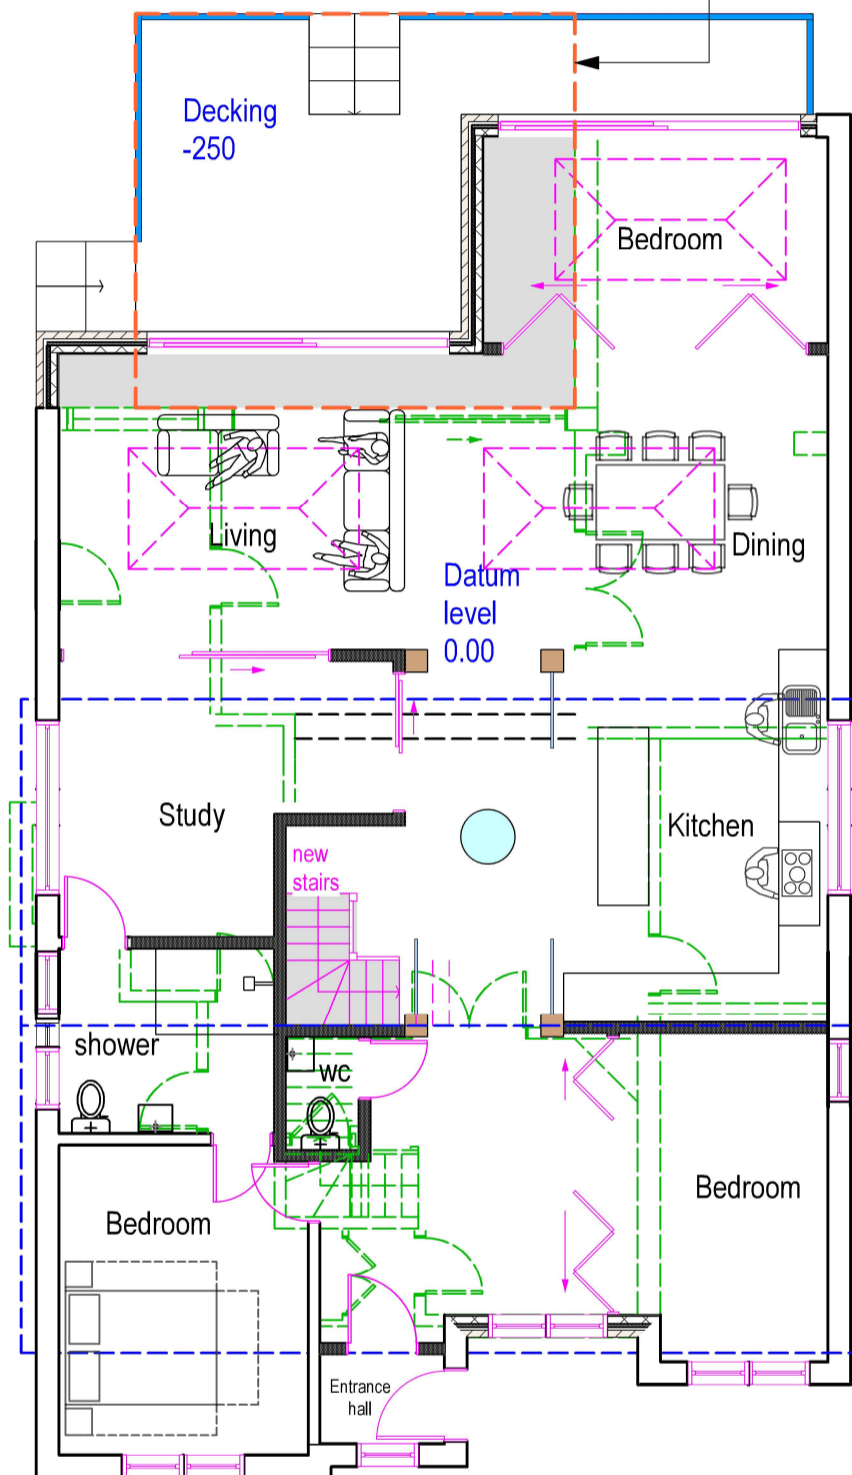 Decking
-250
Bedroom
Living
Dining
Datum
level
0.00
Study
Kitchen
new
stairs
shower
wc
Bedroom
Bedroom
Entrance
hall